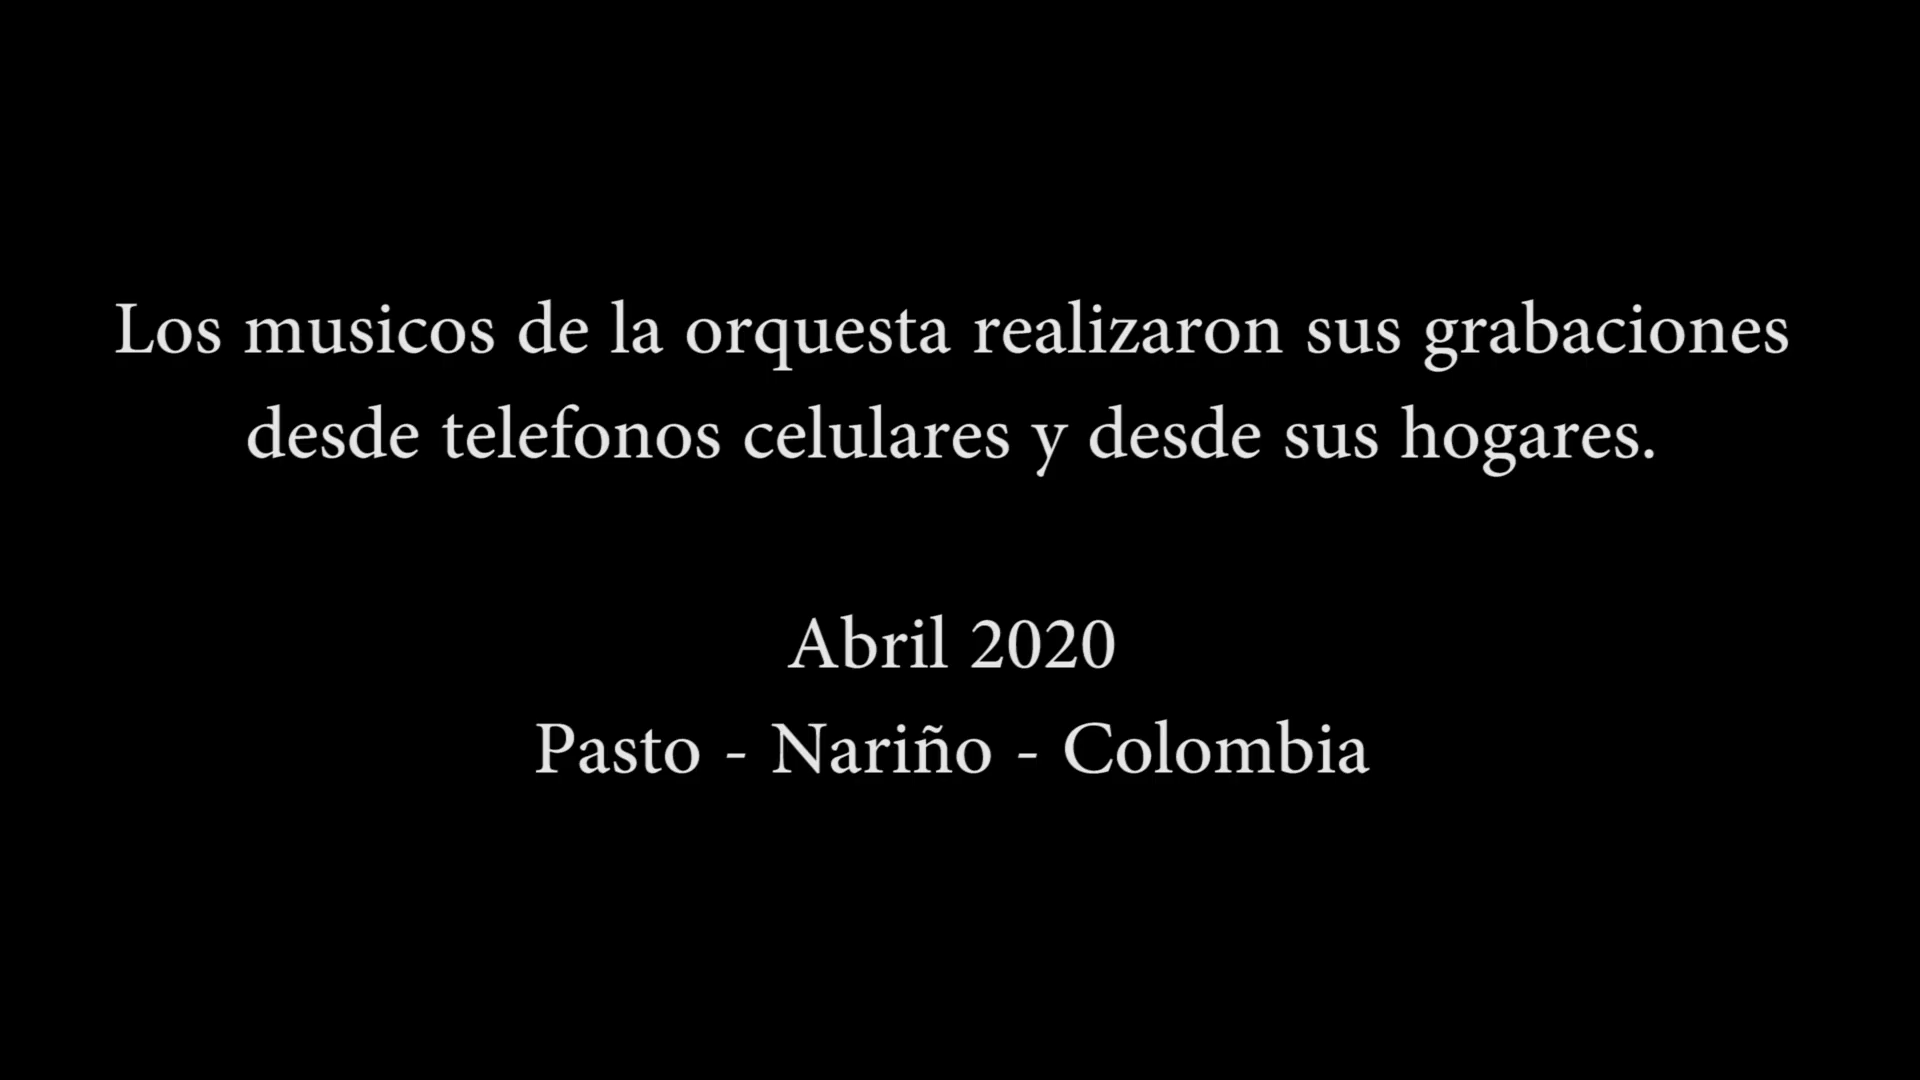 Los musicos de la orquesta realizaron sus grabaciones
desde telefonos celulares y desde sus hogares.
Abril 2020
Pasto - Nariño - Colombia